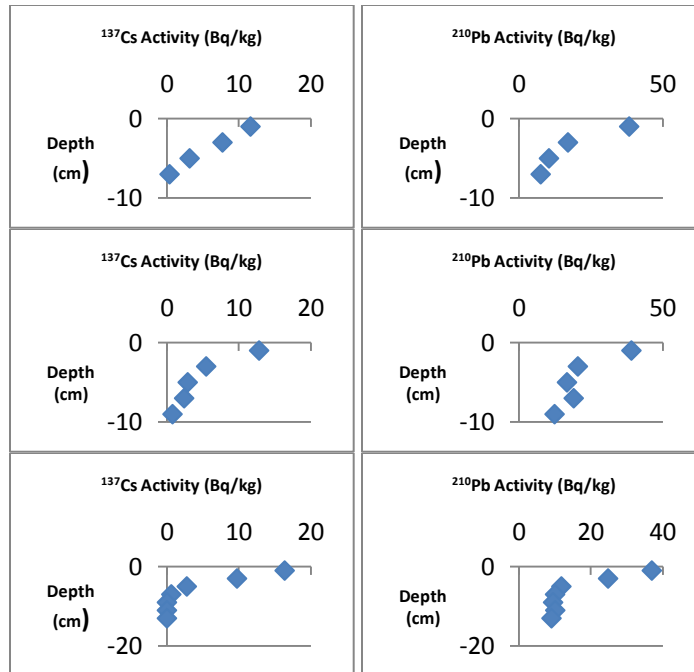 ¹³⁷Cs Activity (Bq/kg)
0 10 20
0
Depth
(cm)
-10
²¹⁰Pb Activity (Bq/kg)
0 50
0
Depth
(cm)
-10
¹³⁷Cs Activity (Bq/kg)
0 10 20
0
Depth
(cm)
-10
²¹⁰Pb Activity (Bq/kg)
0 50
0
Depth
(cm)
-10
¹³⁷Cs Activity (Bq/kg)
0 10 20
0
Depth
(cm)
-20
²¹⁰Pb Activity (Bq/kg)
0 20 40
0
Depth
(cm)
-20